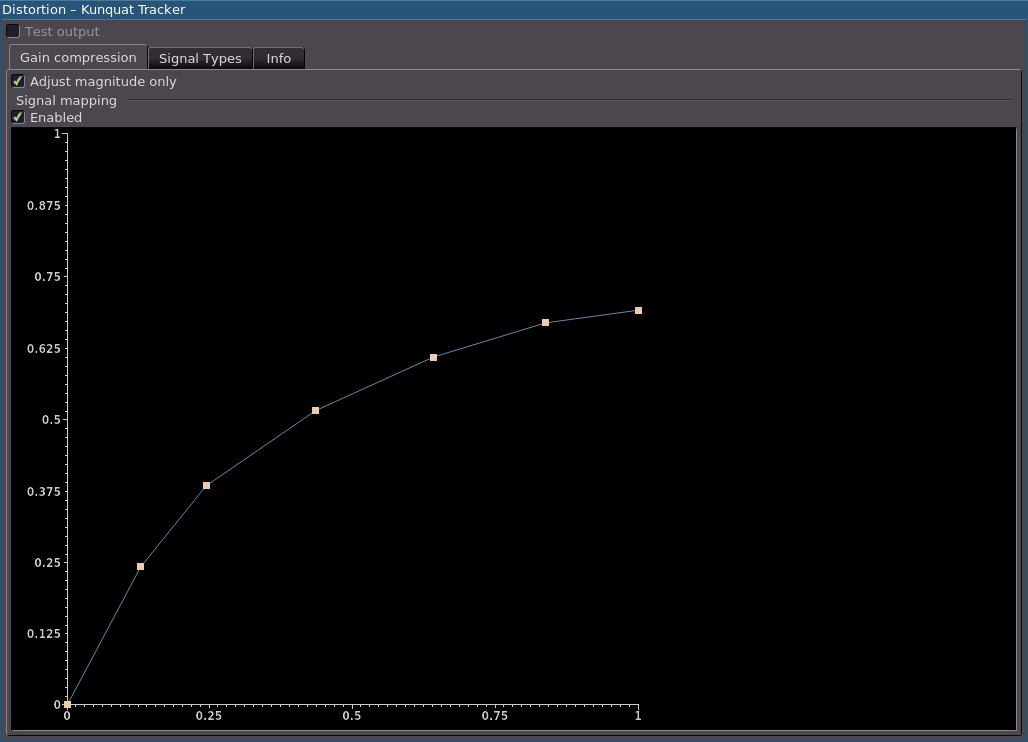 Distortion – Kunquat Tracker
Test output
Gain compression Signal Types Info
Adjust magnitude only
Signal mapping
Enabled
1
0.875
0.75
0.625
0.5
0.375
0.25
0.125
0
0 0.25 0.5 0.75 1